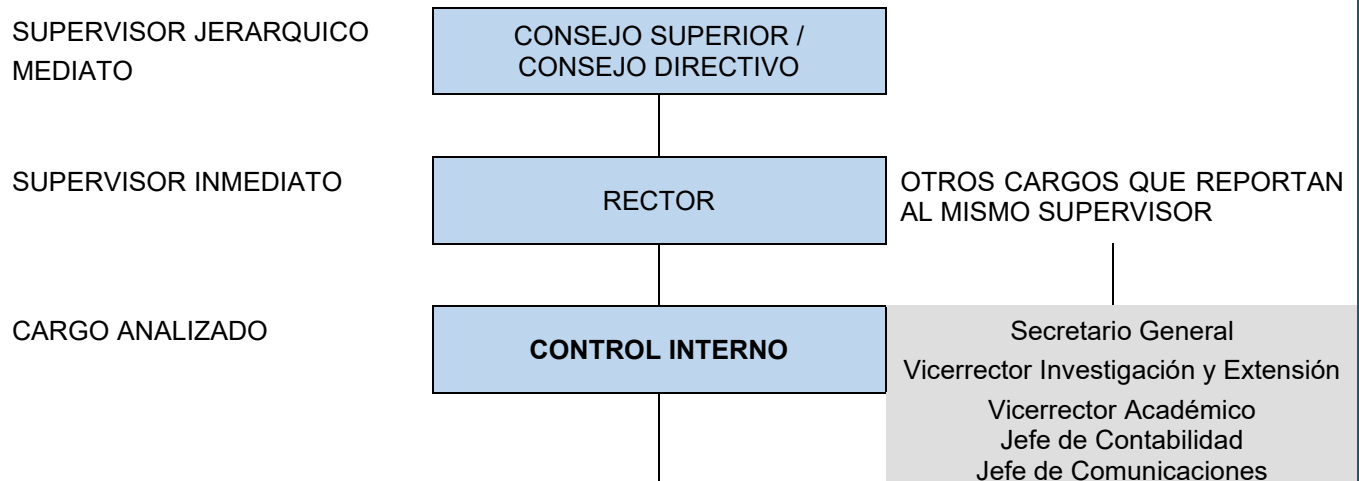 SUPERVISOR JERARQUICO
MEDIATO
CONSEJO SUPERIOR /
CONSEJO DIRECTIVO
SUPERVISOR INMEDIATO
RECTOR
OTROS CARGOS QUE REPORTAN
AL MISMO SUPERVISOR
CARGO ANALIZADO
CONTROL INTERNO
Secretario General
Vicerrector Investigación y Extensión
Vicerrector Académico
Jefe de Contabilidad
Jefe de Comunicaciones